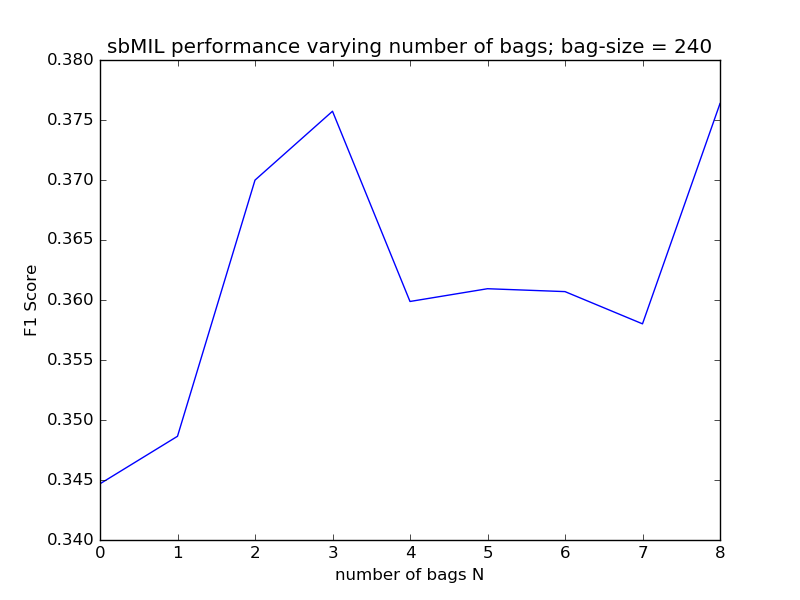 sbMIL performance varying number of bags; bag-size = 240
0.380
0.375
0.370
0.365
0.360
0.355
0.350
0.345
0.340
F1 Score
0 1 2 3 4 5 6 7 8
number of bags N